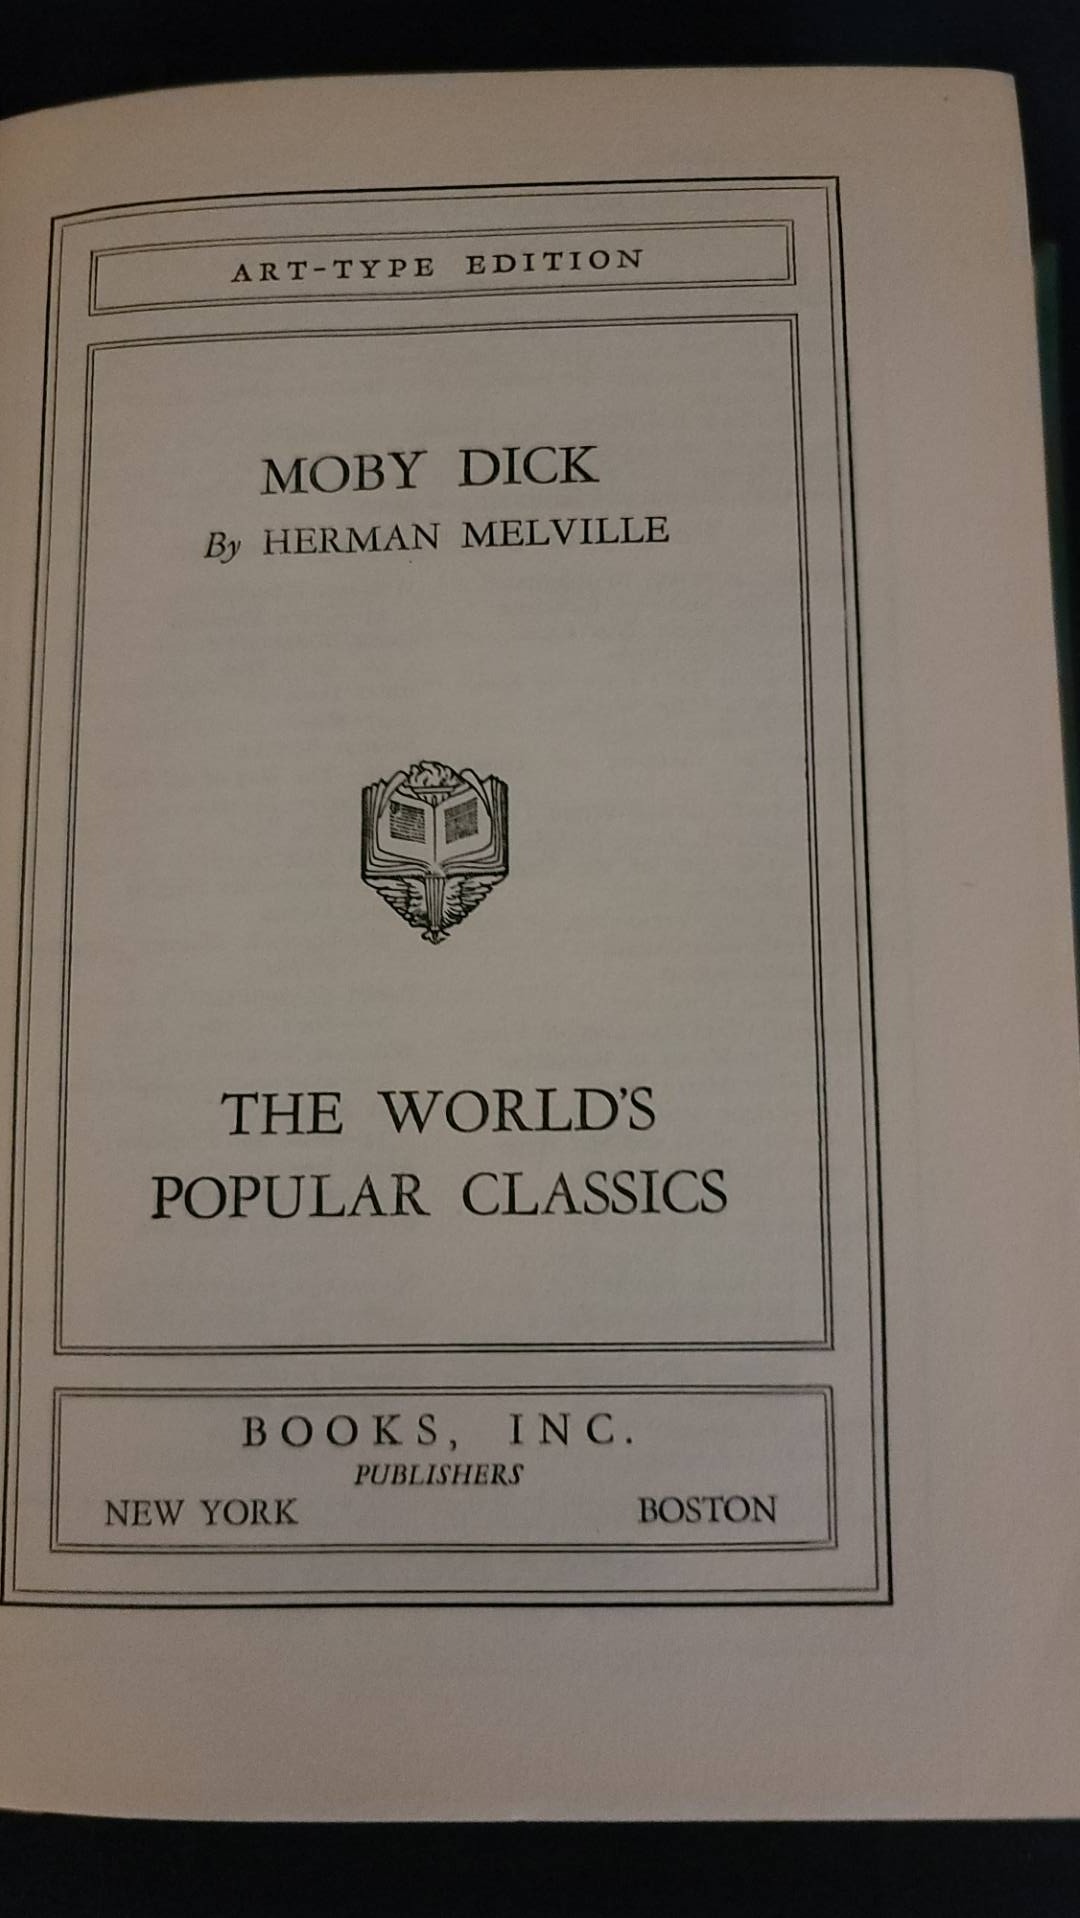 ART-TYPE EDITION
MOBY DICK
By HERMAN MELVILLE
THE WORLD'S
POPULAR CLASSICS
BOOKS, INC.
PUBLISHERS
NEW YORK BOSTON